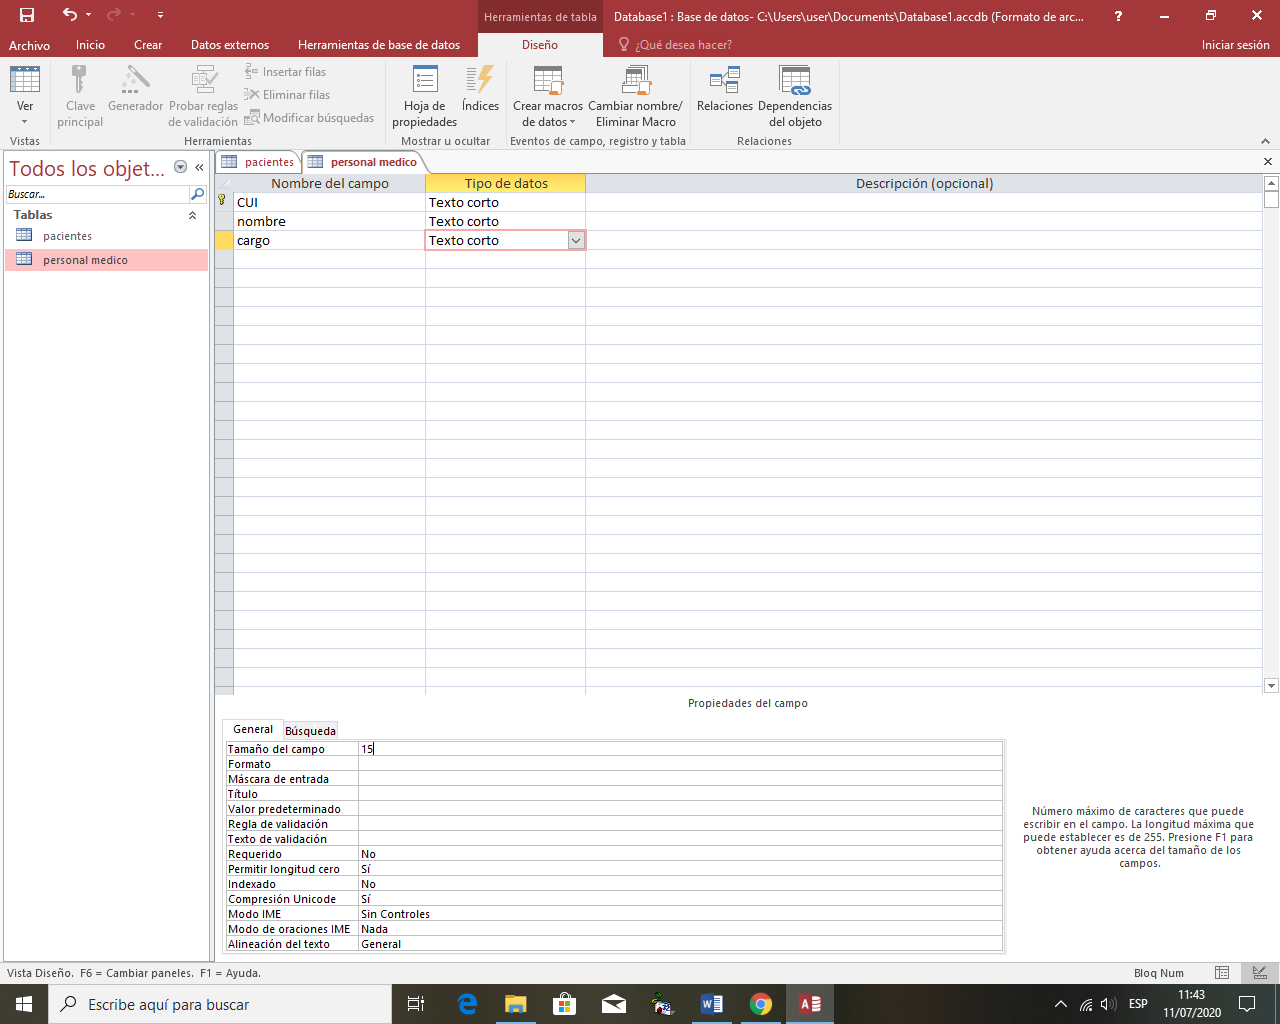 Herramientas de tabla
Database1 : Base de datos- C:\Users\user\Documents\Database1.accdb (Formato de arc...
?
Archivo
Inicio
Crear
Datos externos
Herramientas de base de datos
Diseño
¿Qué desea hacer?
Iniciar sesión
Ver
Clave principal
Generador
Probar reglas de validación
Insertar filas
Eliminar filas
Modificar búsquedas
Hoja de propiedades
Índices
Crear macros de datos
Cambiar nombre/ Eliminar Macro
Relaciones
Dependencias del objeto
Vistas
Herramientas
Mostrar u ocultar
Eventos de campo, registro y tabla
Relaciones
Todos los objet...
Buscar...
Tablas
pacientes
personal medico
pacientes
personal medico
Nombre del campo
Tipo de datos
Descripción (opcional)
CUI
Texto corto
nombre
Texto corto
cargo
Texto corto
Propiedades del campo
General
Búsqueda
Tamaño del campo 15
Formato
Máscara de entrada
Título
Valor predeterminado
Regla de validación
Texto de validación
Requerido No
Permitir longitud cero Sí
Indexado No
Compresión Unicode Sí
Modo IME Sin Controles
Modo de oraciones IME Nada
Alineación del texto General
Número máximo de caracteres que puede
escribir en el campo. La longitud máxima que
puede establecer es de 255. Presione F1 para
obtener ayuda acerca del tamaño de los
campos.
Vista Diseño. F6 = Cambiar paneles. F1 = Ayuda.
Bloq Num
Escribe aquí para buscar
ESP
11:43
11/07/2020